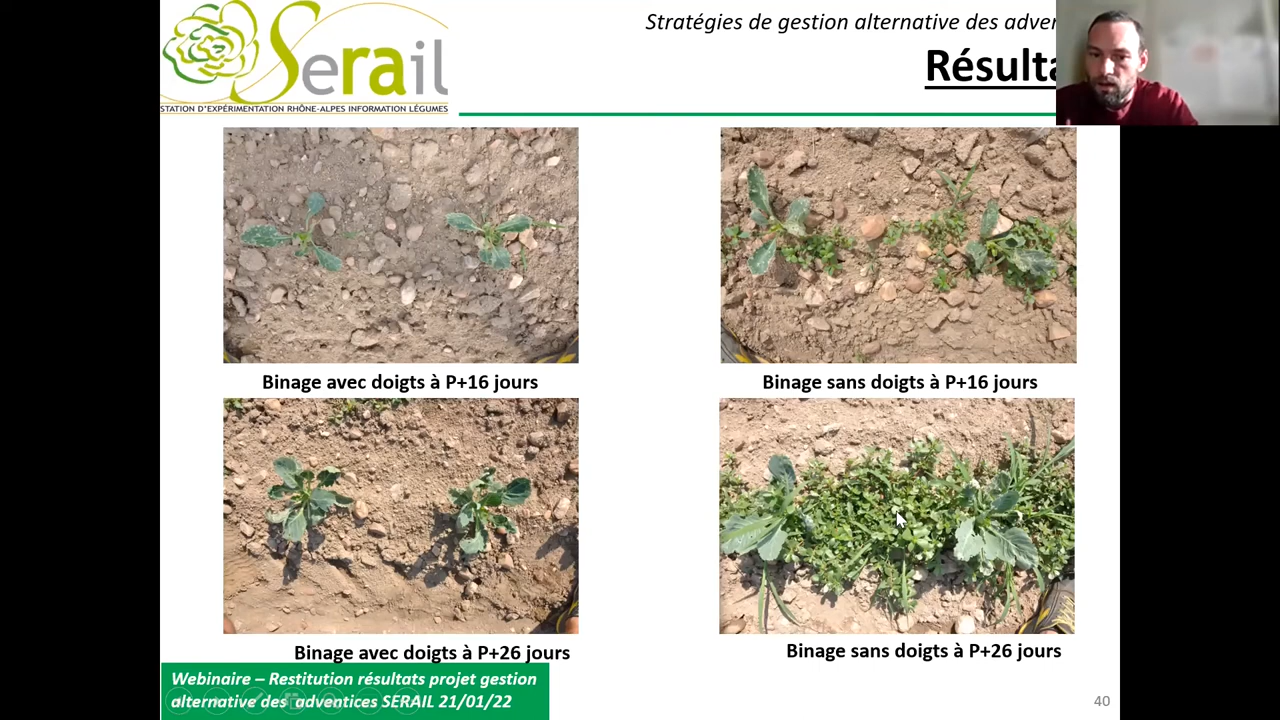 Serail
STATION D'EXPÉRIMENTATION RHÔNE-ALPES INFORMATION LÉGUMES
Stratégies de gestion alternative des
Binage avec doigts à P+16 jours
Binage sans doigts à P+16 jours
Binage avec doigts à P+26 jours
Binage sans doigts à P+26 jours
Webinaire – Restitution résultats projet gestion
alternative des adventices SERAIL 21/01/22
40